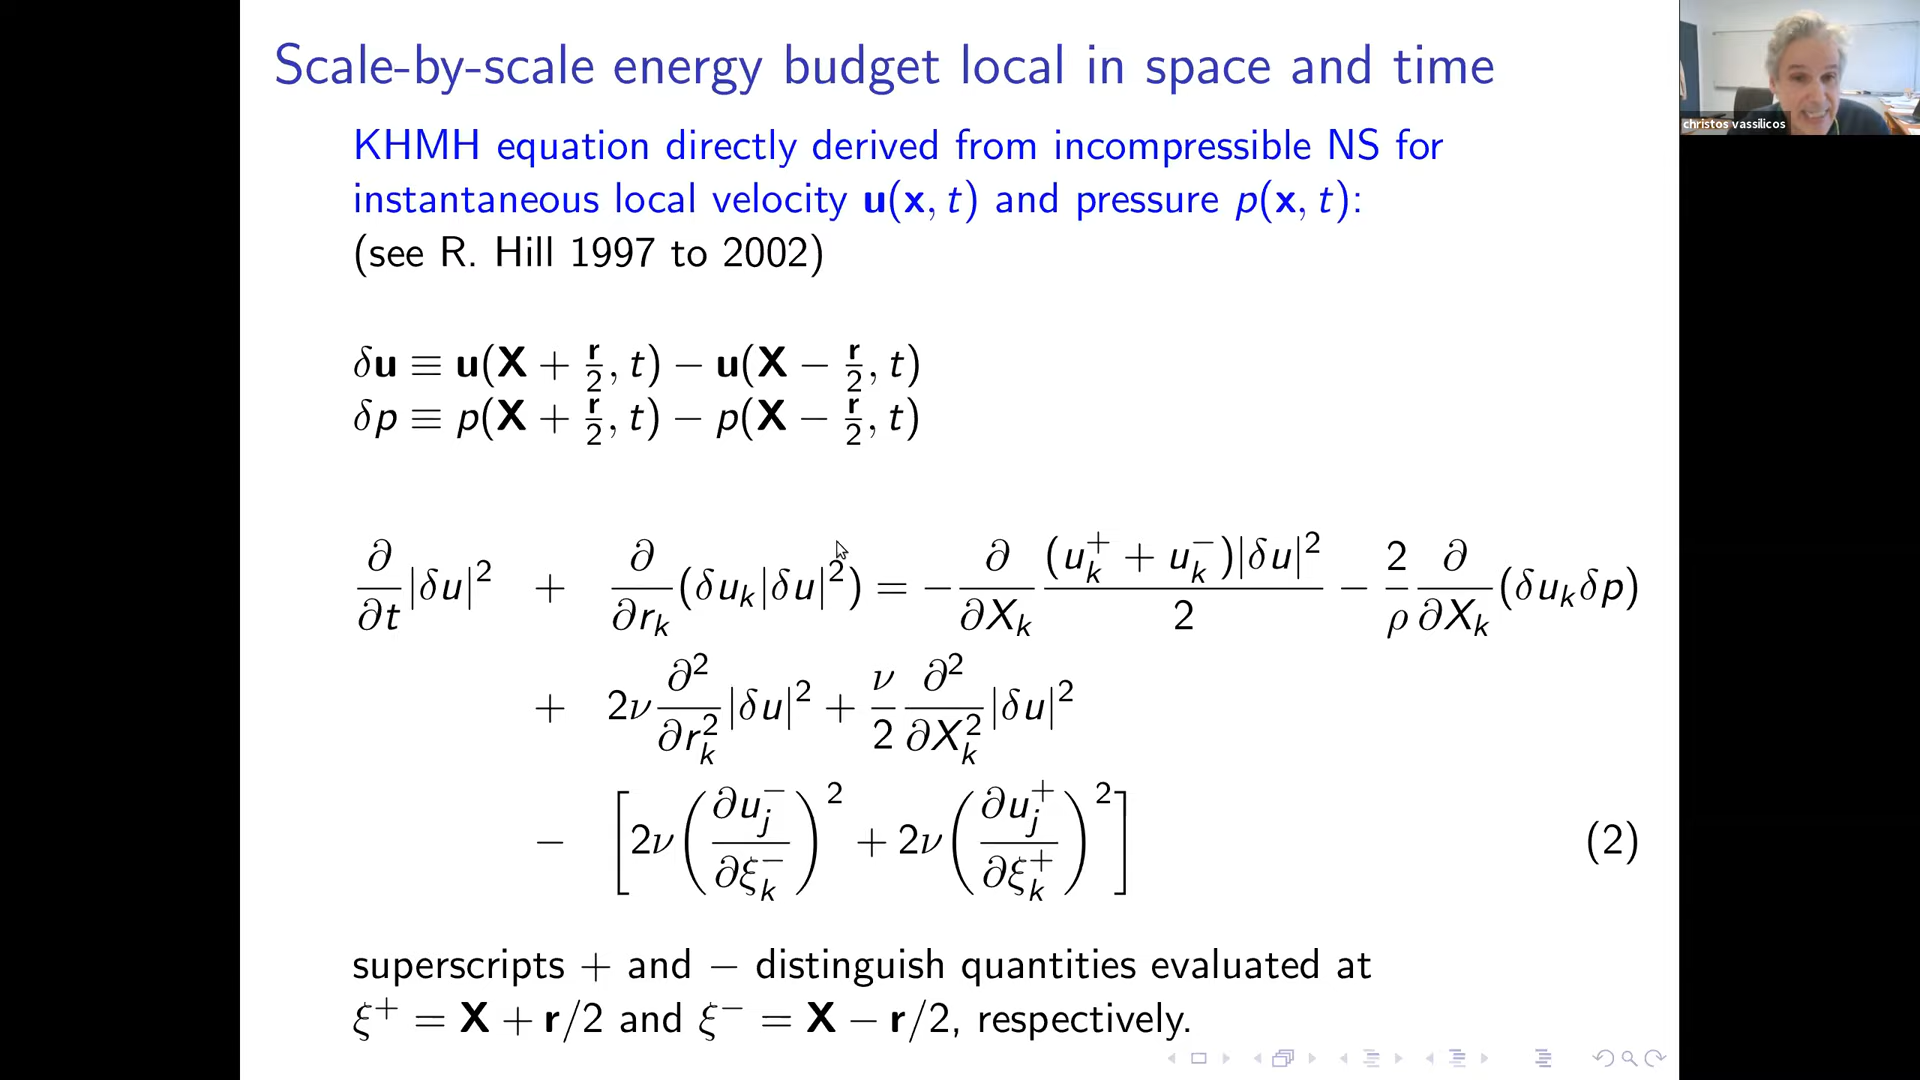 Scale-by-scale energy budget local in space and time
christos vassilicos
KHMH equation directly derived from incompressible NS for
instantaneous local velocity u(x, t) and pressure p(x, t):
(see R. Hill 1997 to 2002)
δu ≡ u(X + r/2, t) − u(X − r/2, t)
δp ≡ p(X + r/2, t) − p(X − r/2, t)
∂/∂t |δu|² + ∂/∂r_k (δu_k|δu|²) = − ∂/∂X_k (u_k⁺ + u_k⁻)|δu|²/2 − 2/ρ ∂/∂X_k (δu_kδp)
+ 2ν ∂²/∂r_k² |δu|² + ν/2 ∂²/∂X_k² |δu|²
− [2ν(∂u_j⁻/∂ξ_k⁻)² + 2ν(∂u_j⁺/∂ξ_k⁺)²] (2)
superscripts + and − distinguish quantities evaluated at
ξ⁺ = X + r/2 and ξ⁻ = X − r/2, respectively.